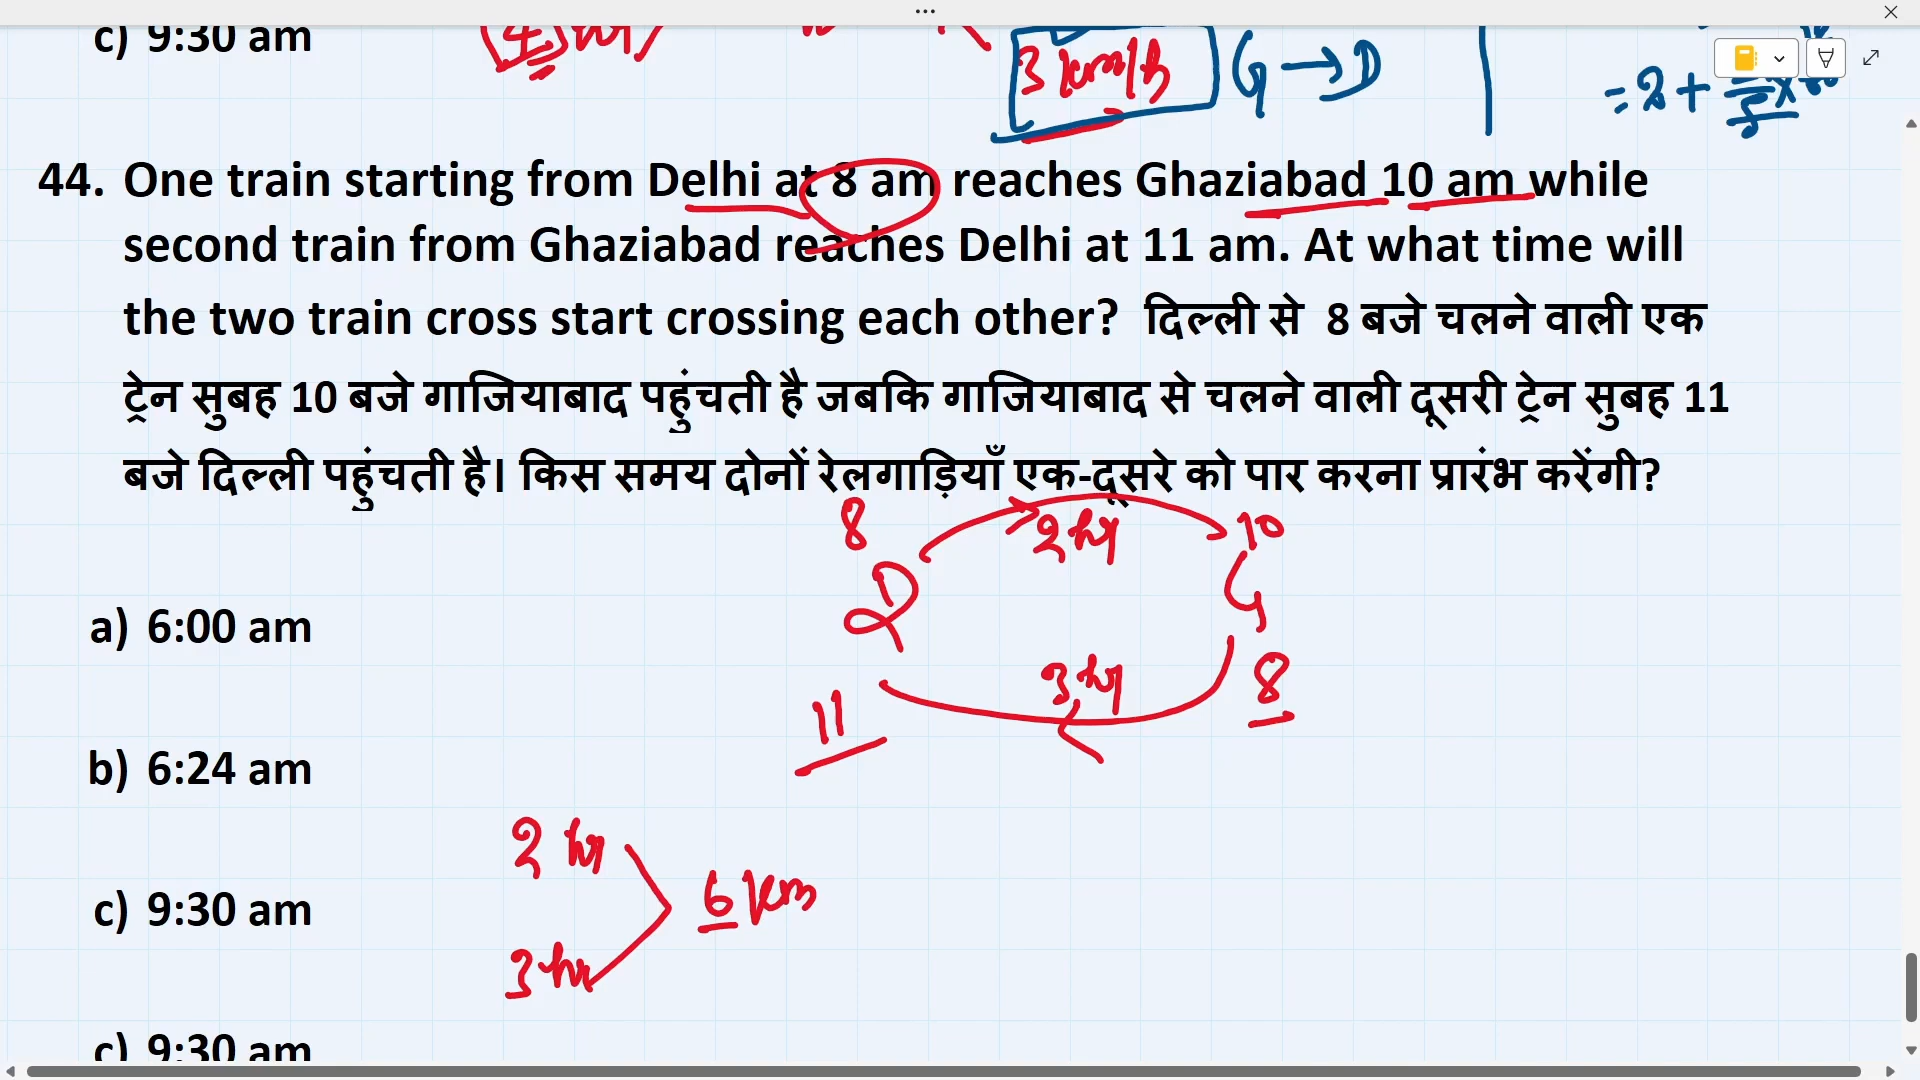 c) 9:30 am
3 km/h G → D
= 2 +
44. One train starting from Delhi at 8 am reaches Ghaziabad 10 am while
second train from Ghaziabad reaches Delhi at 11 am. At what time will
the two train cross start crossing each other? दिल्ली से 8 बजे चलने वाली एक
ट्रेन सुबह 10 बजे गाजियाबाद पहुंचती है जबकि गाजियाबाद से चलने वाली दूसरी ट्रेन सुबह 11
बजे दिल्ली पहुंचती है। किस समय दोनों रेलगाड़ियाँ एक-दूसरे को पार करना प्रारंभ करेंगी?
8 2 hr 10
D G
a) 6:00 am
11 3 hr 8
b) 6:24 am
2 hr
c) 9:30 am 6 km
3 hr
c) 9:30 am